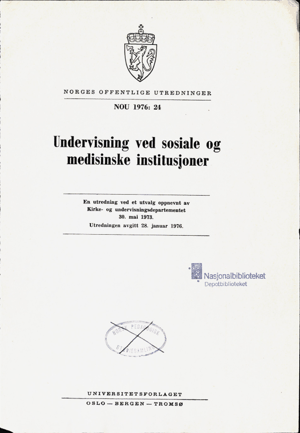 NORGES OFFENTLIGE UTREDNINGER
NOU 1976: 24
Undervisning ved sosiale og
medisinske institusjoner
En utredning ved et utvalg oppnevnt av
Kirke- og undervisningsdepartementet
30. mai 1973.
Utredningen avgitt 28. januar 1976.
Nasjonalbiblioteket
Depotbiblioteket
UNIVERSITETSFORLAGET
OSLO — BERGEN — TROMSØ